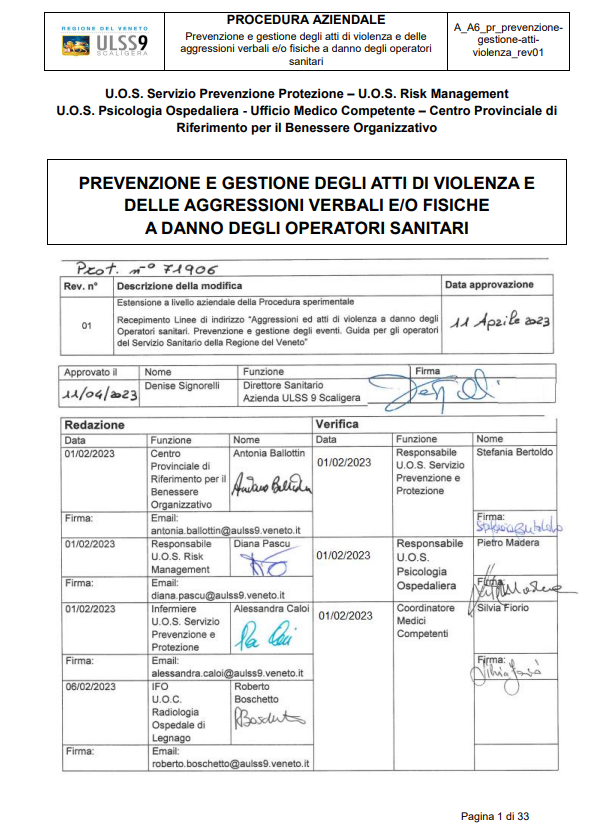 REGIONE DEL VENETO
ULSS9
SCALIGERA
PROCEDURA AZIENDALE
Prevenzione e gestione degli atti di violenza e delle
aggressioni verbali e/o fisiche a danno degli operatori
sanitari
A_A6_pr_prevenzione-
gestione-atti-
violenza_rev01
U.O.S. Servizio Prevenzione Protezione – U.O.S. Risk Management
U.O.S. Psicologia Ospedaliera - Ufficio Medico Competente – Centro Provinciale di
Riferimento per il Benessere Organizzativo
PREVENZIONE E GESTIONE DEGLI ATTI DI VIOLENZA E
DELLE AGGRESSIONI VERBALI E/O FISICHE
A DANNO DEGLI OPERATORI SANITARI
Prot. n° 71906
Rev. n° Descrizione della modifica Data approvazione
01
Estensione a livello aziendale della Procedura sperimentale
Recepimento Linee di indirizzo "Aggressioni ed atti di violenza a danno degli
Operatori sanitari. Prevenzione e gestione degli eventi. Guida per gli operatori
del Servizio Sanitario della Regione del Veneto"
11 Aprile 2023
Approvato il Nome Funzione Firma
11/04/2023 Denise Signorelli Direttore Sanitario
Azienda ULSS 9 Scaligera
Redazione Verifica
Data Funzione Nome Data Funzione Nome
01/02/2023 Centro
Provinciale di
Riferimento per il
Benessere
Organizzativo
Antonia Ballottin
01/02/2023
Responsabile
U.O.S. Servizio
Prevenzione e
Protezione
Stefania Bertoldo
Firma: Email:
antonia.ballottin@aulss9.veneto.it
Firma:
Stefania Bertoldo
01/02/2023 Responsabile
U.O.S. Risk
Management
Diana Pascu
01/02/2023
Responsabile
U.O.S.
Psicologia
Ospedaliera
Pietro Madera
Firma: Email:
diana.pascu@aulss9.veneto.it
Firma:
01/02/2023 Infermiere
U.O.S. Servizio
Prevenzione e
Protezione
Alessandra Caloi
01/02/2023
Coordinatore
Medici
Competenti
Silvia Fiorio
Firma: Email:
alessandra.caloi@aulss9.veneto.it
Firma:
06/02/2023 IFO
U.O.C.
Radiologia
Ospedale di
Legnago
Roberto
Boschetto
Firma: Email:
roberto.boschetto@aulss9.veneto.it
Pagina 1 di 33